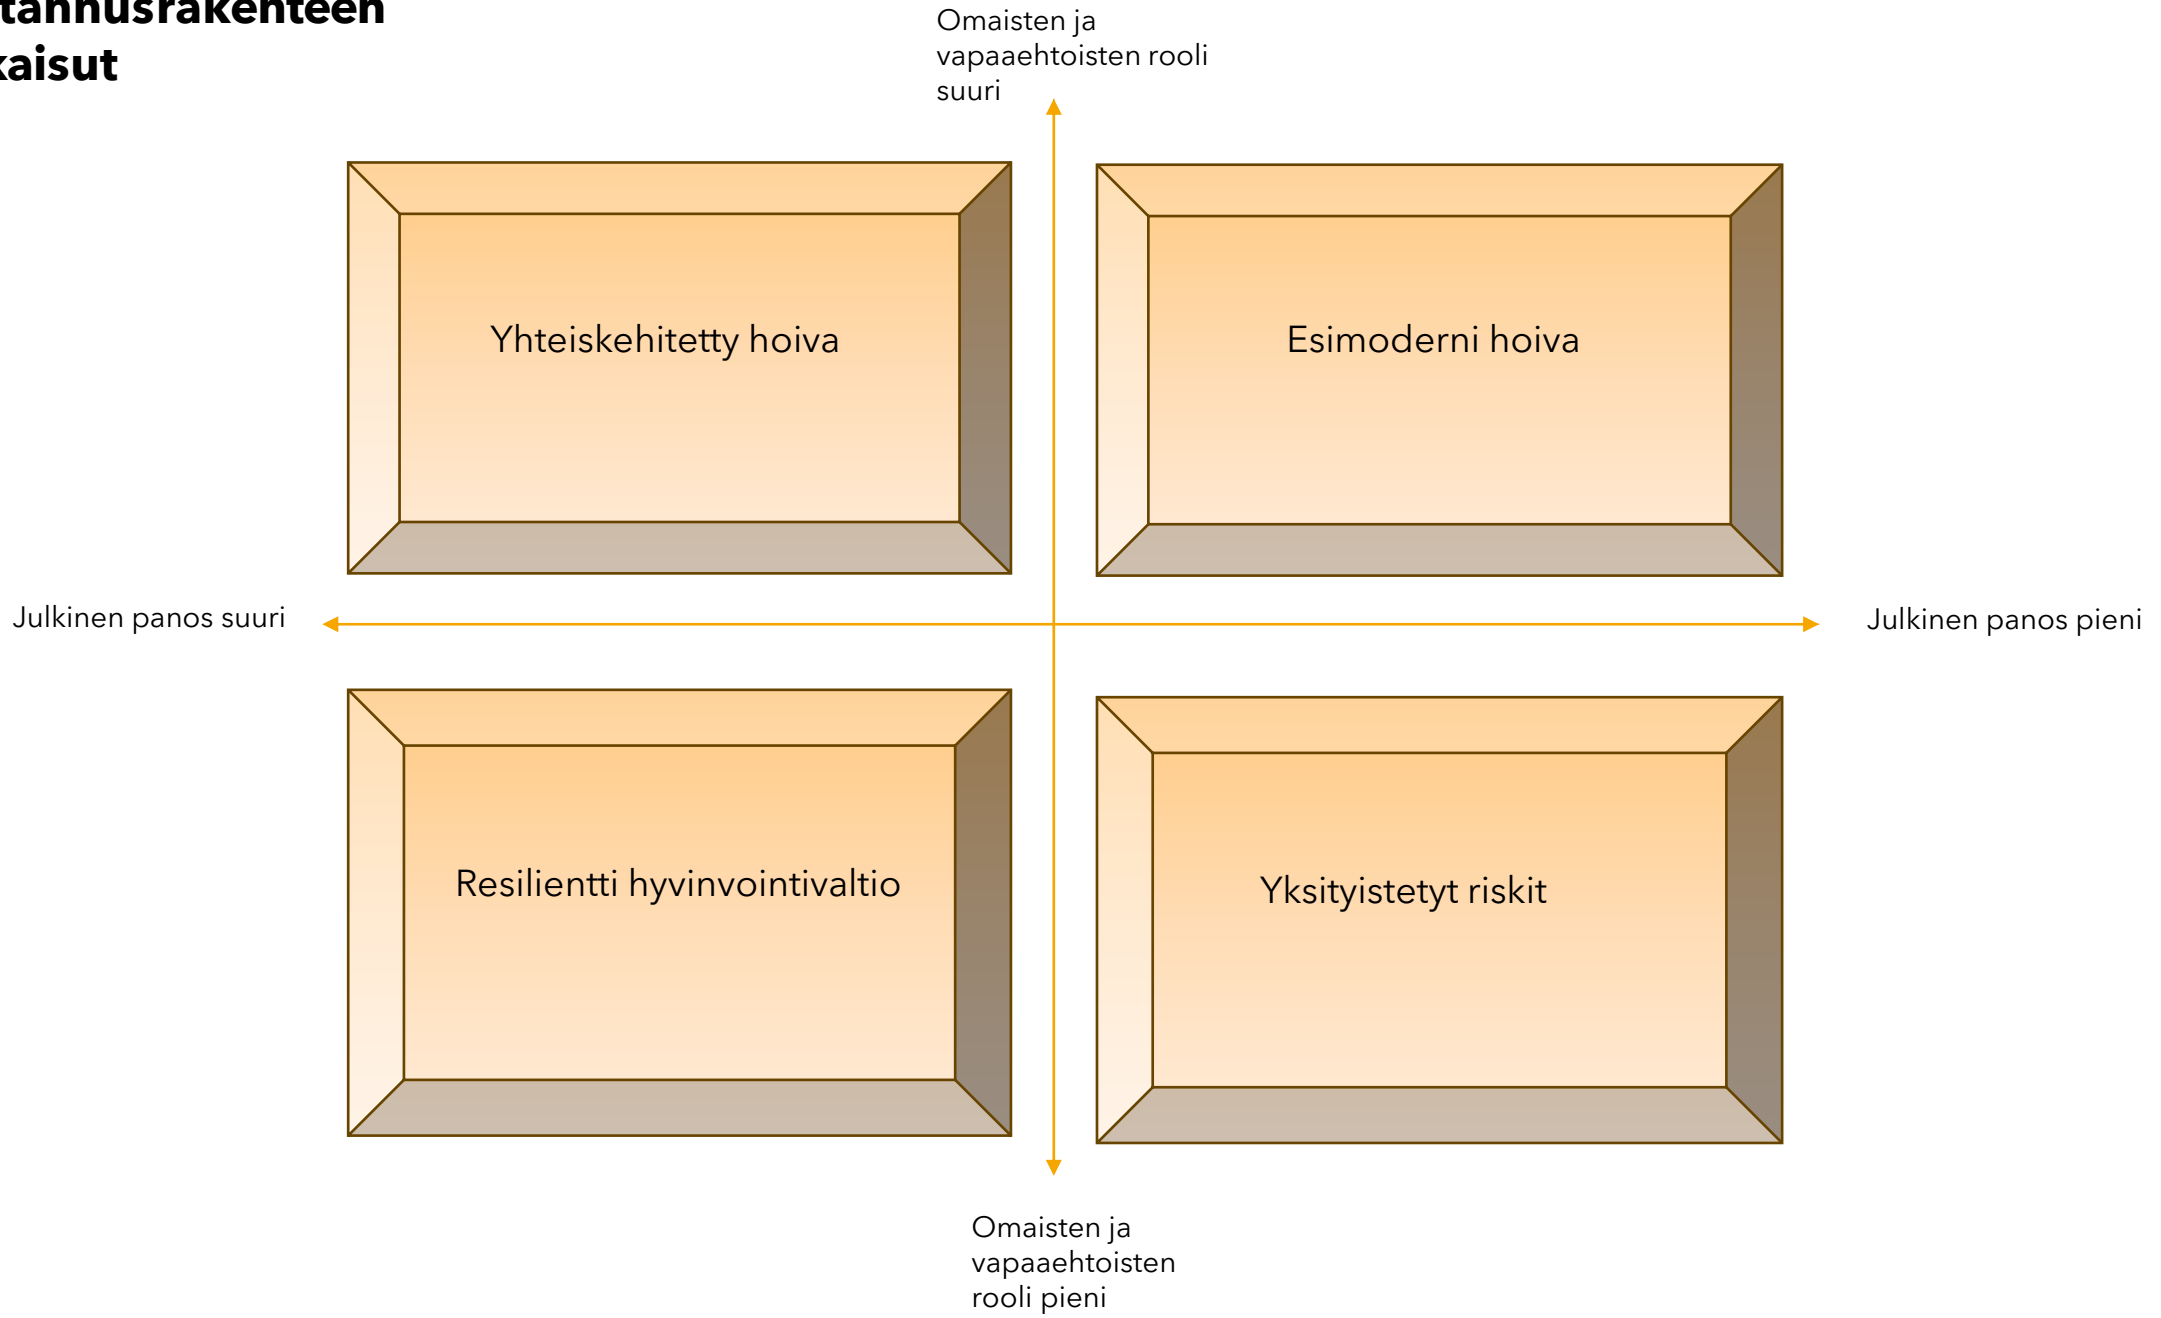 tannusrakenteen
kaisut
Omaisten ja
vapaaehtoisten rooli
suuri
Yhteiskehitetty hoiva
Esimoderni hoiva
Julkinen panos suuri
Julkinen panos pieni
Resilientti hyvinvointivaltio
Yksityistetyt riskit
Omaisten ja
vapaaehtoisten
rooli pieni